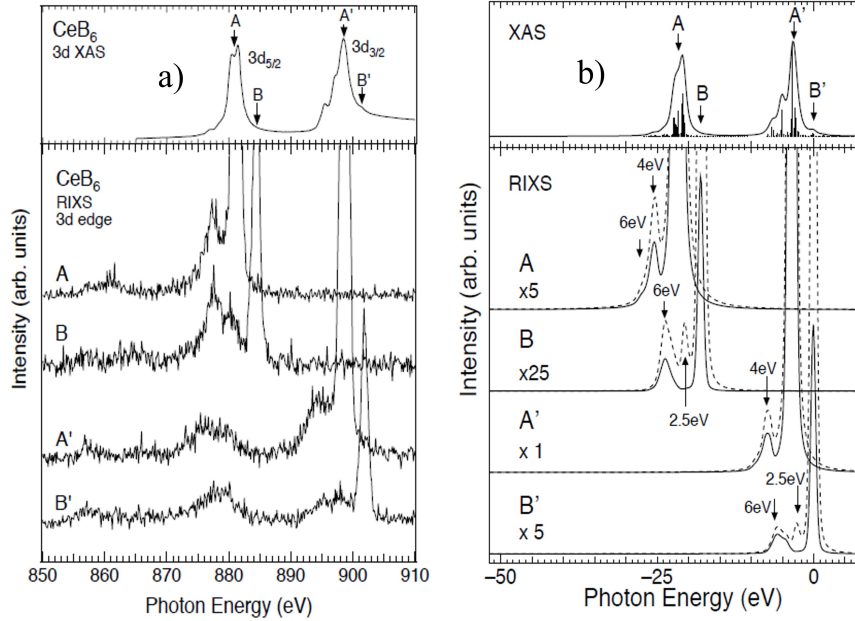 CeB6
3d XAS
a)
A
3d5/2
B
A'
3d3/2
B'
CeB6
RIXS
3d edge
A
B
A'
B'
Intensity (arb. units)
850 860 870 880 890 900 910
Photon Energy (eV)
XAS
b)
A
B
A'
B'
RIXS
4eV
6eV
A
x5
6eV
B
x25
2.5eV
4eV
A'
x 1
2.5eV
6eV
B'
x 5
Intensity (arb. units)
−50 −25 0
Photon Energy (eV)